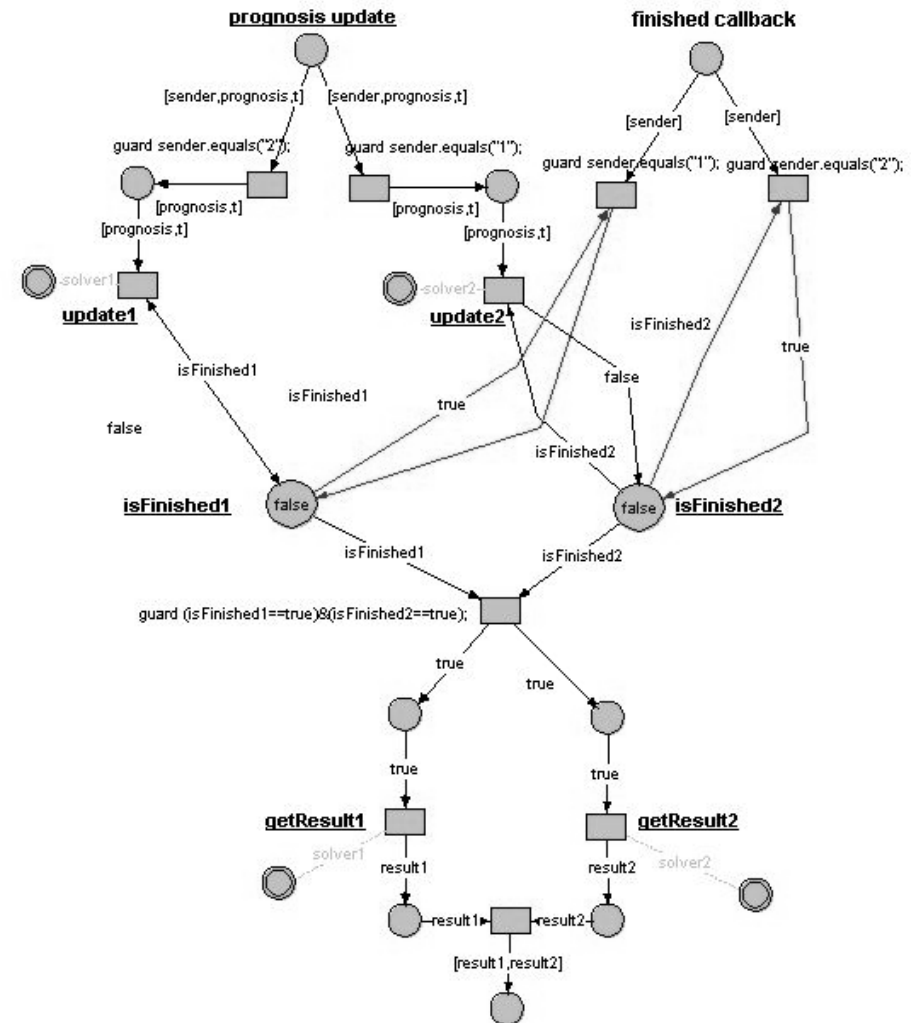 prognosis update
finished callback
[sender,prognosis,t]
[sender,prognosis,t]
[sender]
[sender]
guard sender.equals("2");
guard sender.equals("1");
guard sender.equals("1");
guard sender.equals("2");
[prognosis,t]
[prognosis,t]
[prognosis,t]
[prognosis,t]
solver1
solver2
update1
update2
isFinished2
true
isFinished1
false
isFinished1
true
false
isFinished2
isFinished1
false
false
isFinished2
isFinished1
isFinished2
guard (isFinished1==true)&(isFinished2==true);
true
true
true
true
getResult1
getResult2
solver1
solver2
result1
result2
result1
result2
[result1,result2]